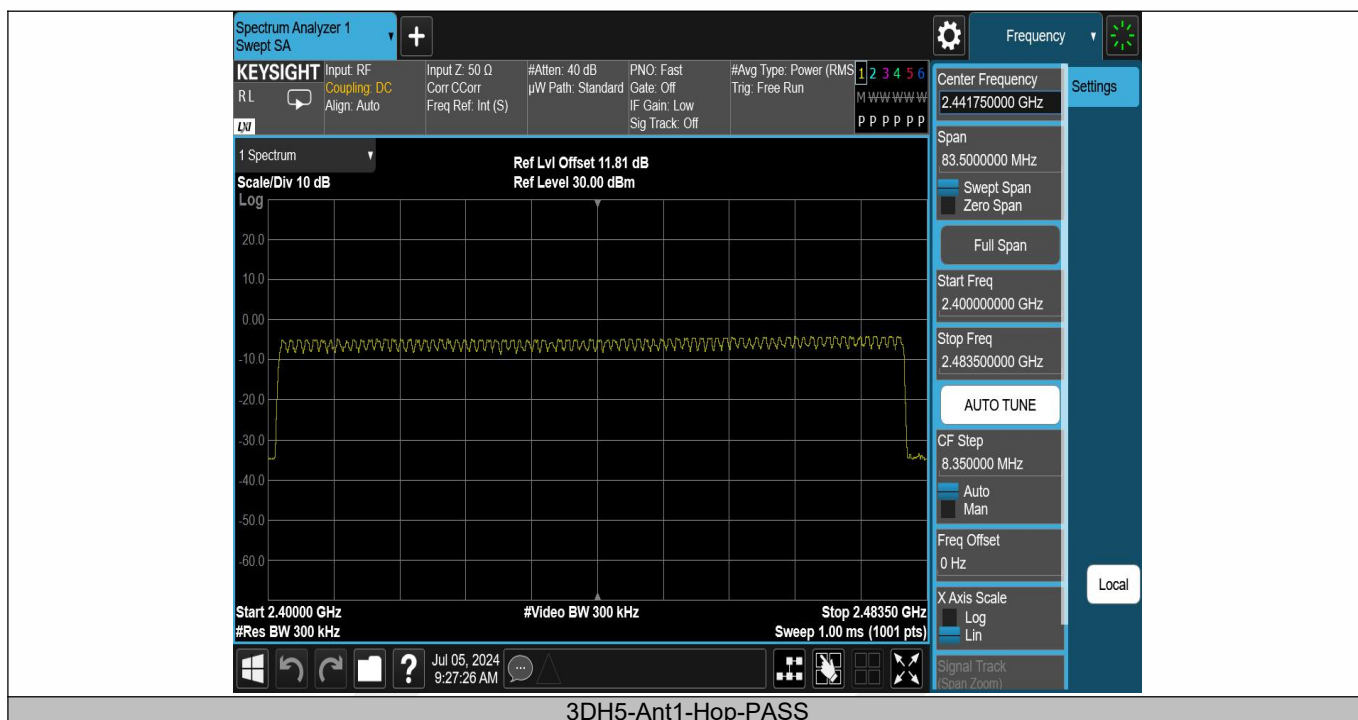 Spectrum Analyzer 1
Swept SA
+
Frequency
KEYSIGHT
R L
LXI
Input: RF
Coupling: DC
Align: Auto
Input Z: 50 Ω
Corr CCorr
Freq Ref: Int (S)
#Atten: 40 dB
µW Path: Standard
PNO: Fast
Gate: Off
IF Gain: Low
Sig Track: Off
#Avg Type: Power (RMS
Trig: Free Run
1 2 3 4 5 6
M W W W W W
P P P P P P
1 Spectrum
Scale/Div 10 dB
Log
Ref Lvl Offset 11.81 dB
Ref Level 30.00 dBm
20.0
10.0
0.00
-10.0
-20.0
-30.0
-40.0
-50.0
-60.0
Start 2.40000 GHz
#Res BW 300 kHz
#Video BW 300 kHz
Stop 2.48350 GHz
Sweep 1.00 ms (1001 pts)
Center Frequency
2.441750000 GHz
Settings
Span
83.5000000 MHz
Swept Span
Zero Span
Full Span
Start Freq
2.400000000 GHz
Stop Freq
2.483500000 GHz
AUTO TUNE
CF Step
8.350000 MHz
Auto
Man
Freq Offset
0 Hz
X Axis Scale
Log
Lin
Signal Track
(Span Zoom)
Local
?
Jul 05, 2024
9:27:26 AM
3DH5-Ant1-Hop-PASS